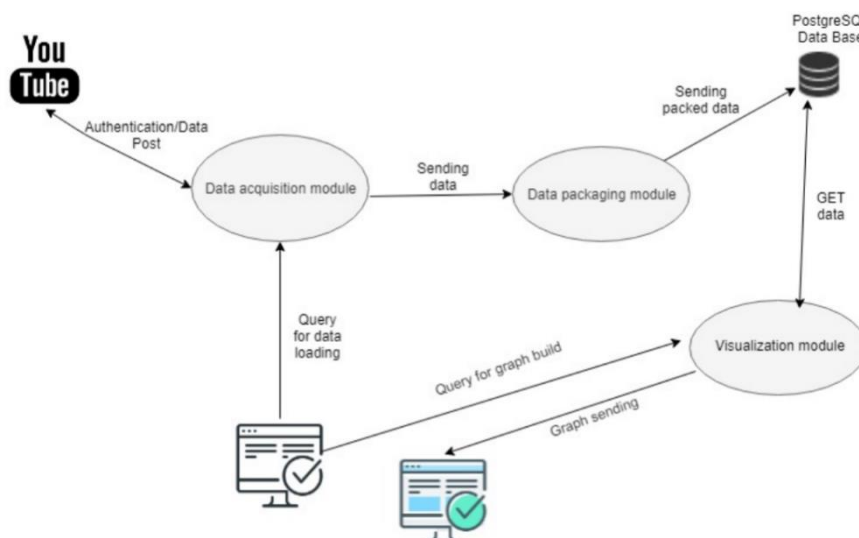 You
Tube
PostgreSQ
Data Base
Authentication/Data
Post
Sending
packed data
Data acquisition module
Sending
data
Data packaging module
GET
data
Query
for data
loading
Query for graph build
Visualization module
Graph sending